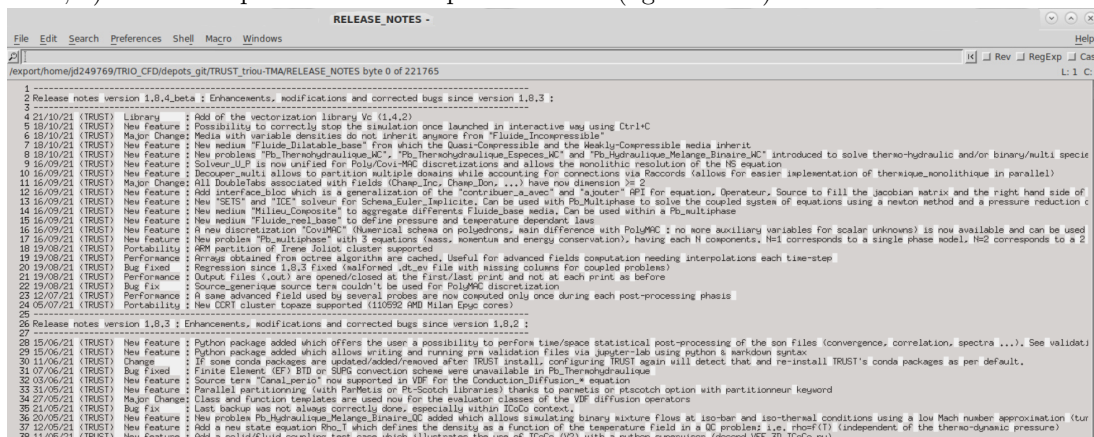 RELEASE_NOTES -
File Edit Search Preferences Shell Macro Windows Help
Rev RegExp Cas
/export/home/jd249769/TRIO_CFD/depots_git/TRUST_triou-TMA/RELEASE_NOTES byte 0 of 221765 L: 1 C:
1 ----------------------------------------------------------------------------------------------------
2 Release notes version 1.8.4_beta : Enhancements, modifications and corrected bugs since version 1.8.3 :
3 ----------------------------------------------------------------------------------------------------
4 21/10/21 (TRUST) Library : Add of the vectorization library Vc (1.4.2)
5 18/10/21 (TRUST) New feature : Possibility to correctly stop the simulation once launched in interactive way using Ctrl+C
6 18/10/21 (TRUST) Major Change: Media with variable densities do not inherit anymore from "Fluide_Incompressible"
7 18/10/21 (TRUST) New feature : New medium "Fluide_Dilatable_base" from which the Quasi-Compressible and the Weakly-Compressible media inherit
8 18/10/21 (TRUST) New feature : New problems "Pb_Thermohydraulique_WC", "Pb_Thermohydraulique_Especes_WC" and "Pb_Hydraulique_Melange_Binaire_WC" introduced to solve thermo-hydraulic and/or binary/multi specie
9 16/09/21 (TRUST) New feature : Solveur_U_P is now unified for Poly/Covi-MAC discretizations and allows the monolithic resolution of the NS equation
10 16/09/21 (TRUST) New feature : Decouper_multi allows to partition multiple domains while accounting for connections via Raccords (allows for easier implementation of thermique_monolithique in parallel)
11 16/09/21 (TRUST) Major Change: All DoubleTabs associated with fields (Champ_Inc, Champ_Don, ...) have now dimension >= 2
12 16/09/21 (TRUST) New feature : Add interface_bloc which is a generalization of the "contribuer_a_avec" and "ajouter" API for equation, Operateur, Source to fill the jacobian matrix and the right hand side of
13 16/09/21 (TRUST) New feature : New "SETS" and "ICE" solveur for Schema_Euler_Implicite. Can be used with Pb_Multiphase to solve the coupled system of equations using a newton method and a pressure reduction o
14 16/09/21 (TRUST) New feature : New medium "Milieu_Composite" to aggregate differents Fluide_base media. Can be used within a Pb_multiphase
15 16/09/21 (TRUST) New feature : New medium "Fluide_reel_base" to define pressure and temperature dependant laws
16 16/09/21 (TRUST) New feature : A new discretization "CoviMAC" (Numerical schema on polyedrons, main difference with PolyMAC : no more auxiliary variables for scalar unknowns) is now available and can be used
17 16/09/21 (TRUST) New feature : New problem "Pb_multiphase" with 3 equations (mass, momentum and energy conservation), having each N components. N=1 corresponds to a single phase model, N=2 corresponds to a 2
18 19/08/21 (TRUST) Portability : ARM partition of Irene Joliot cluster supported
19 19/08/21 (TRUST) Performance : Arrays obtained from octree algorithm are cached. Useful for advanced fields computation needing interpolations each time-step
20 19/08/21 (TRUST) Bug fixed : Regression since 1.8.3 fixed (malformed .dt_ev file with missing columns for coupled problems)
21 19/08/21 (TRUST) Performance : Output files (.out) are opened/closed at the first/last print and not at each print as before
22 19/08/21 (TRUST) Bug fix : Source_generique source term couldn't be used for PolyMAC discretization
23 12/07/21 (TRUST) Performance : A same advanced field used by several probes are now computed only once during each post-processing phasis
24 05/07/21 (TRUST) Portability : New CCRT cluster topaze supported (110592 AMD Milan Epyc cores)
25 ----------------------------------------------------------------------------------------------------
26 Release notes version 1.8.3 : Enhancements, modifications and corrected bugs since version 1.8.2 :
27 ----------------------------------------------------------------------------------------------------
28 15/06/21 (TRUST) New feature : Python package added which offers the user a possibility to perform time/space statistical post-processing of the son files (convergence, correlation, spectra ...). See validati
29 15/06/21 (TRUST) New feature : Python package added which allows writing and running prm validation files via jupyter-lab using python & markdown syntax
30 11/06/21 (TRUST) Change : If some conda packages are updated/added/removed after TRUST install, configuring TRUST again will detect that and re-install TRUST's conda packages as per default.
31 07/06/21 (TRUST) Bug fixed : Finite Element (EF) BTD or SUPG convection scheme were unavailable in Pb_Thermohydraulique
32 03/06/21 (TRUST) New feature : Source term "Canal_perio" now supported in VDF for the Conduction_Diffusion_* equation
33 31/05/21 (TRUST) New feature : Parallel partitionning (with ParMetis or Pt-Scotch libraries) thanks to parmetis or ptscotch option with partitionneur keyword
34 27/05/21 (TRUST) Major Change: Class and function templates are used now for the evaluator classes of the VDF diffusion operators
35 21/05/21 (TRUST) Bug fix : Last backup was not always correctly done, especially within ICoCo context.
36 20/05/21 (TRUST) New feature : New problem Pb_Hydraulique_Melange_Binaire_QC added which allows simulating binary mixture flows at iso-bar and iso-thermal conditions using a low Mach number approximation (tur
37 12/05/21 (TRUST) New feature : Add a new state equation Rho_T which defines the density as a function of the temperature field in a QC problem: i.e. rho=f(T) (independent of the thermo-dynamic pressure)